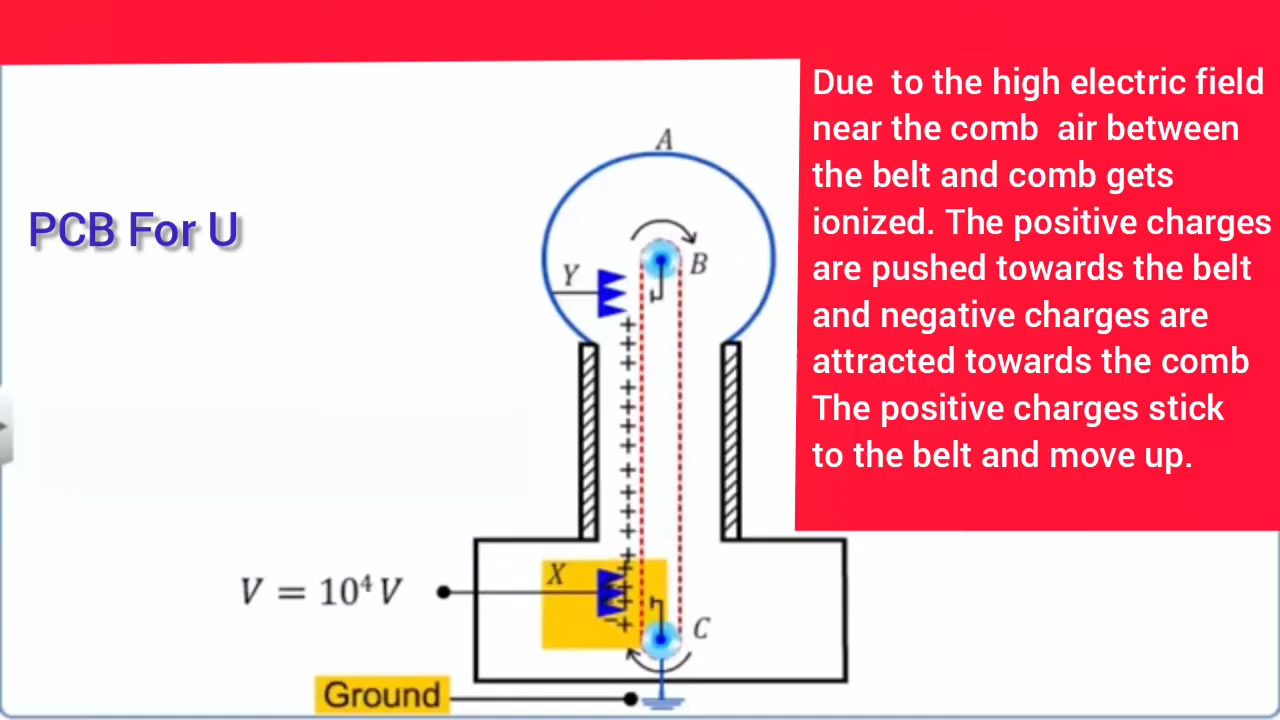 Due to the high electric field
near the comb air between
the belt and comb gets
ionized. The positive charges
are pushed towards the belt
and negative charges are
attracted towards the comb
The positive charges stick
to the belt and move up.
PCB For U
A
B
Y
X
V = 10⁴ V
C
Ground